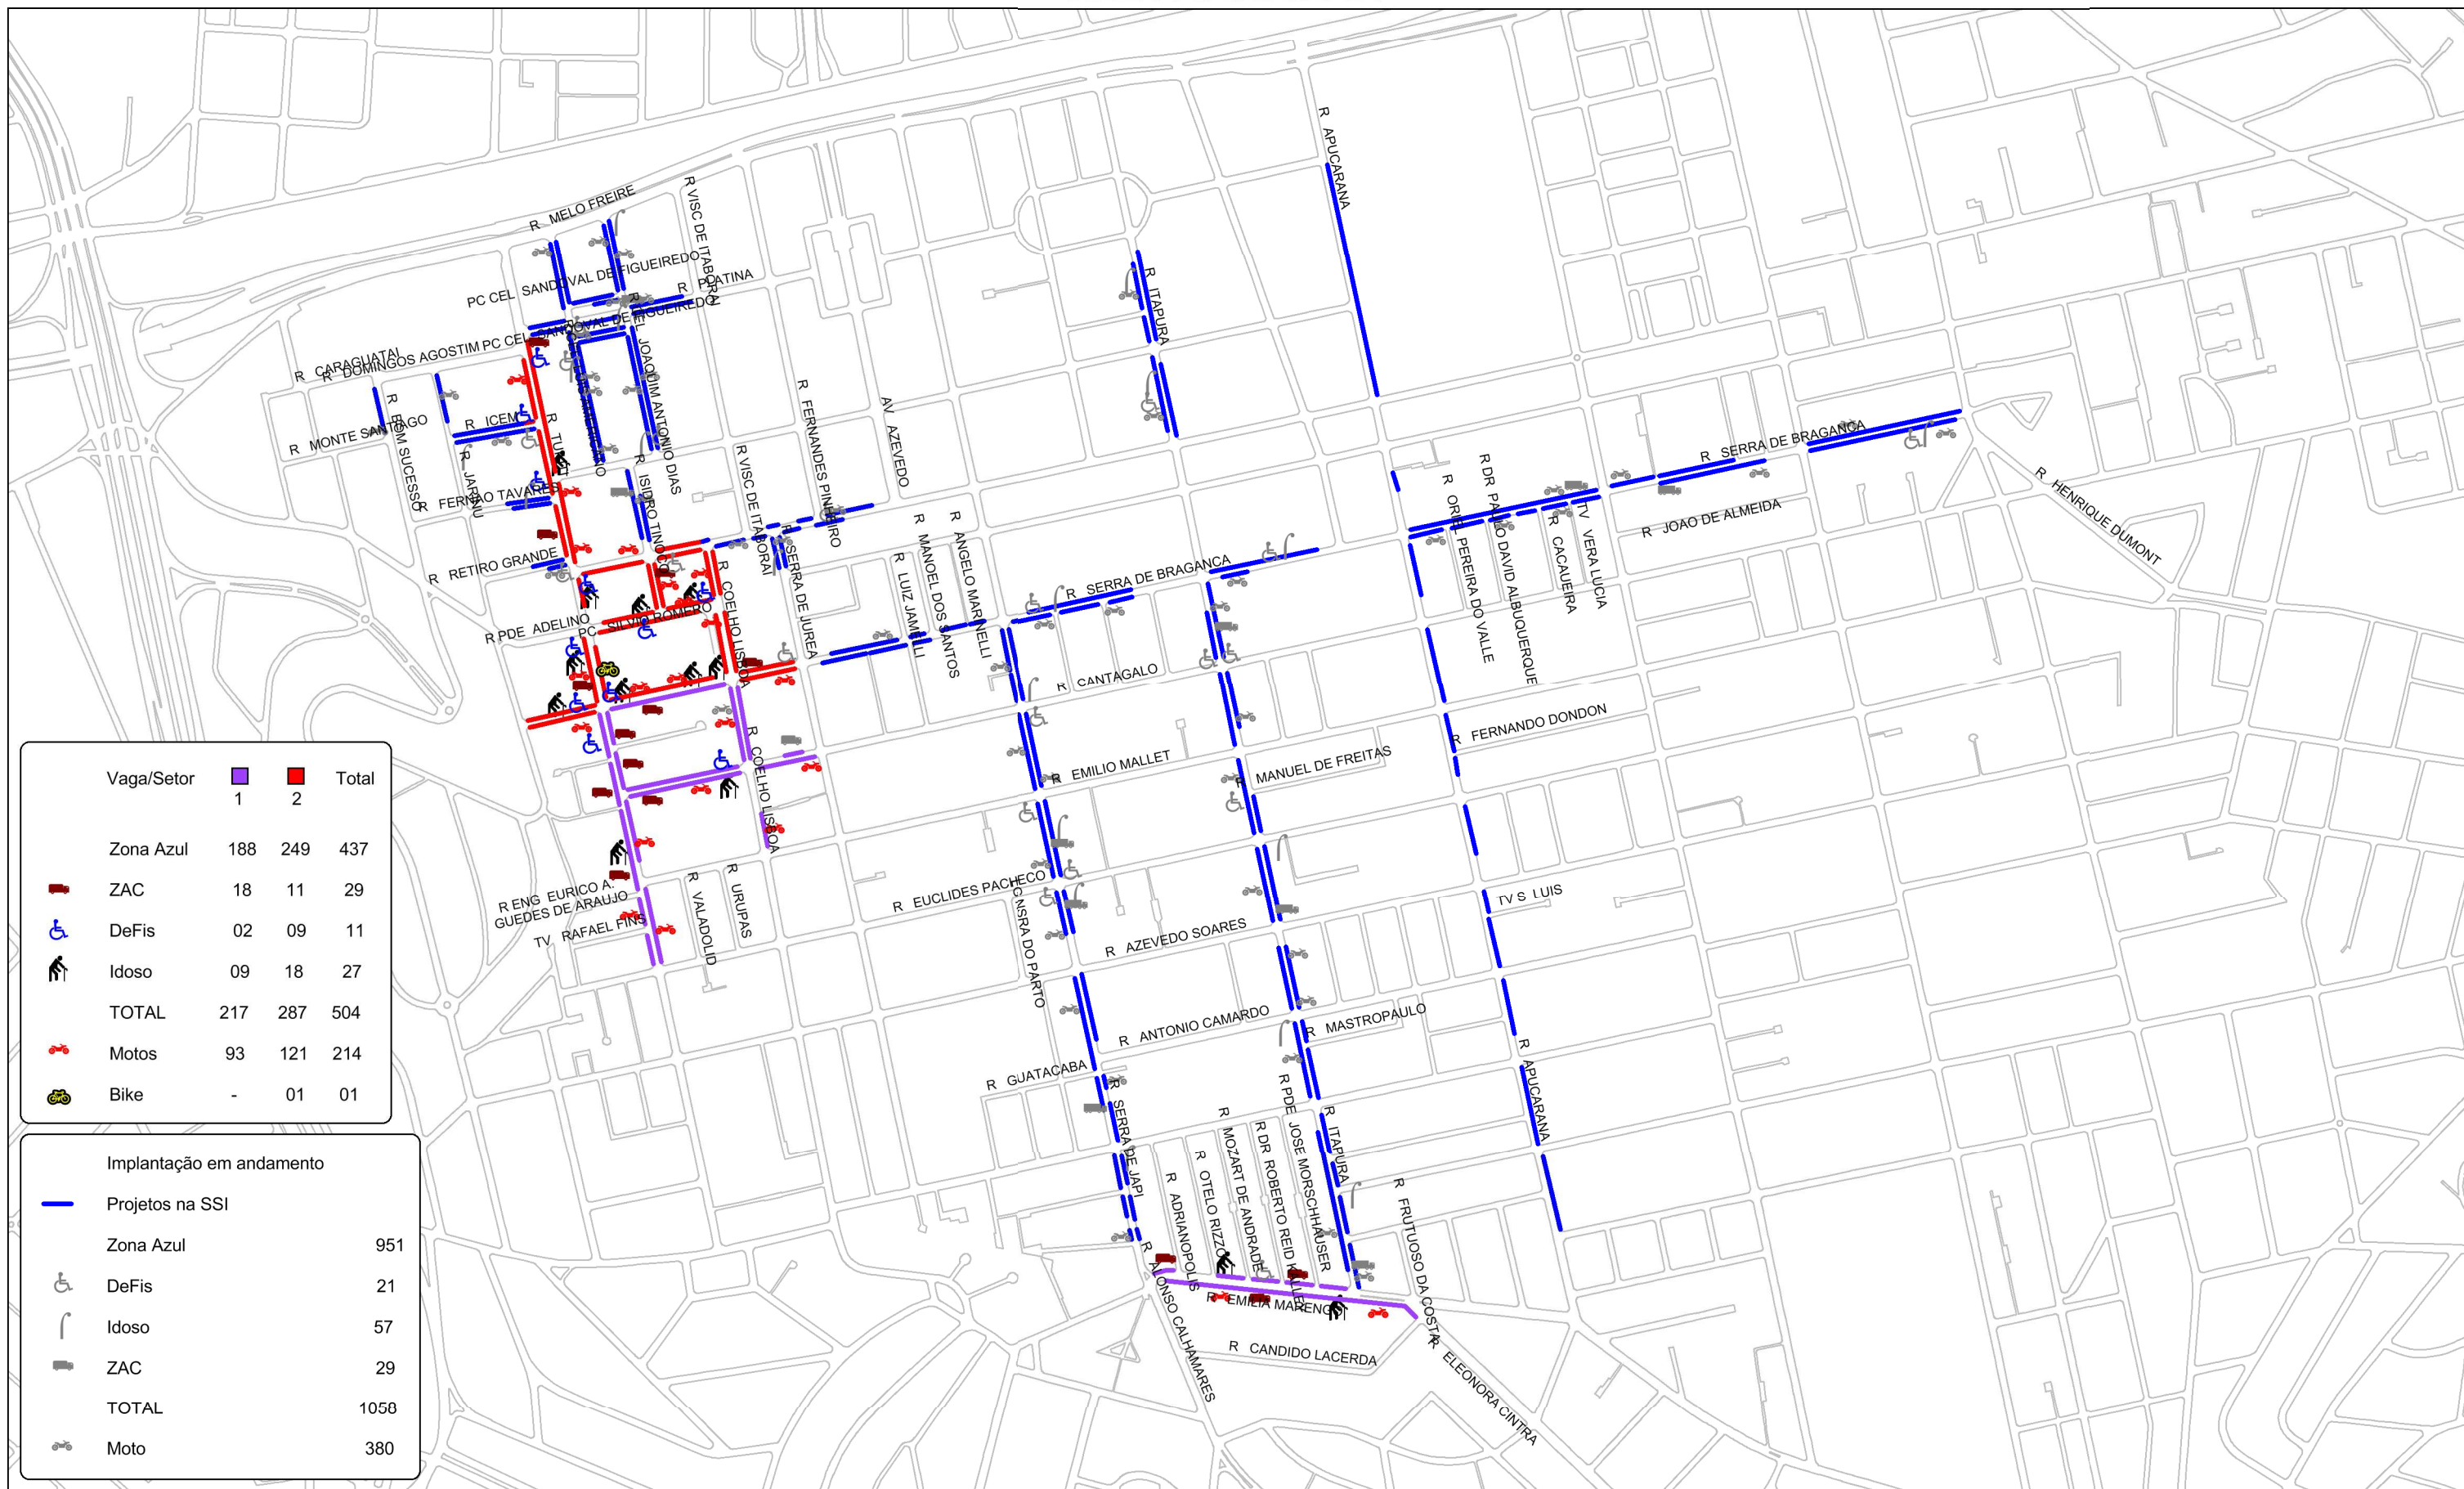 R APUCARANA
R MELO FREIRE
R VISC DE ITABORAI
PC CEL SANDOVAL DE FIGUEIREDO
R PLATINA
R ITAPURA
R CARAGUATAI
R DOMINGOS AGOSTIM
PC CEL SANDOVAL DE FIGUEIREDO
JOAQUIM ANTONIO DIAS
R MONTE SANTIAGO
R BOM SUCESSO
R ICEM
R JARINU
R FERNAO TAVARES
R ISIDRO TINOCO
R VISC DE ITABORAI
R FERNANDES PINHEIRO
AV AZEVEDO
R RETIRO GRANDE
R PDE ADELINO
PC SILVIO ROMERO
R COELHO LISBOA
R SERRA DE JUREA
R LUIZ JAMELLI
R MANOEL DOS SANTOS
R ANGELO MARINELLI
R SERRA DE BRAGANCA
R CANTAGALO
R SERRA DE BRAGANCA
R ORIEL PEREIRA DO VALLE
R DR PAULO DAVID ALBUQUERQUE
R CACAUEIRA
TV VERA LUCIA
R JOAO DE ALMEIDA
R HENRIQUE DUMONT
R FERNANDO DONDON
R EMILIO MALLET
R MANUEL DE FREITAS
R COELHO LISBOA
R ENG EURICO A.
GUEDES DE ARAUJO
TV RAFAEL FINS
R VALADOLID
R URUPAS
R EUCLIDES PACHECO
NSRA DO PARTO
R AZEVEDO SOARES
TV S LUIS
R ANTONIO CAMARDO
R MASTROPAULO
R GUATACABA
R SERRA DE JAPI
R APUCARANA
R ADRIANOPOLIS
R OTELO RIZZO
R MOZART DE ANDRADE
R DR ROBERTO REID KALLEY
R PDE JOSE MORSCHHAUSER
R ITAPURA
R FRUTUOSO DA COSTA
R ALONSO CALHAMARES
R EMILIA MARENGO
R CANDIDO LACERDA
R ELEONORA CINTRA
Vaga/Setor 1 2 Total
Zona Azul 188 249 437
ZAC 18 11 29
DeFis 02 09 11
Idoso 09 18 27
TOTAL 217 287 504
Motos 93 121 214
Bike - 01 01
Implantação em andamento
Projetos na SSI
Zona Azul 951
DeFis 21
Idoso 57
ZAC 29
TOTAL 1058
Moto 380